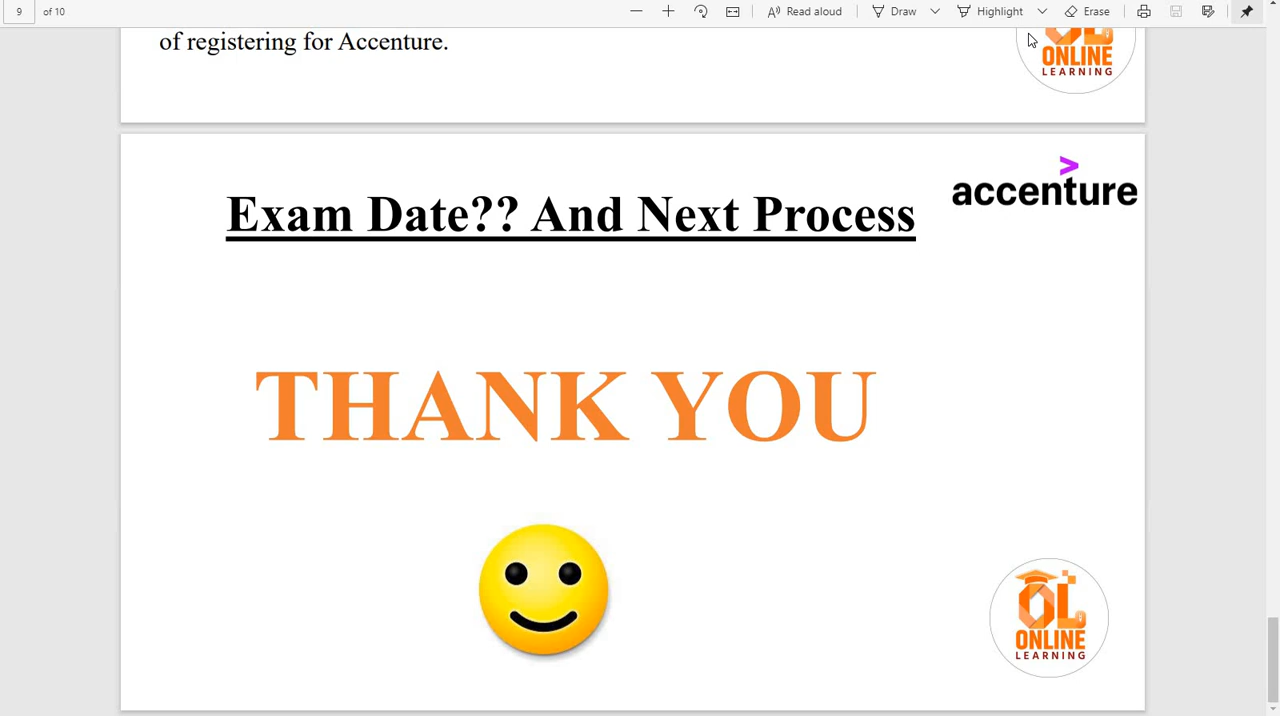 9 of 10
Read aloud
Draw
Highlight
Erase
of registering for Accenture.
ONLINE
LEARNING
>
accenture
Exam Date?? And Next Process
THANK YOU
OL
ONLINE
LEARNING